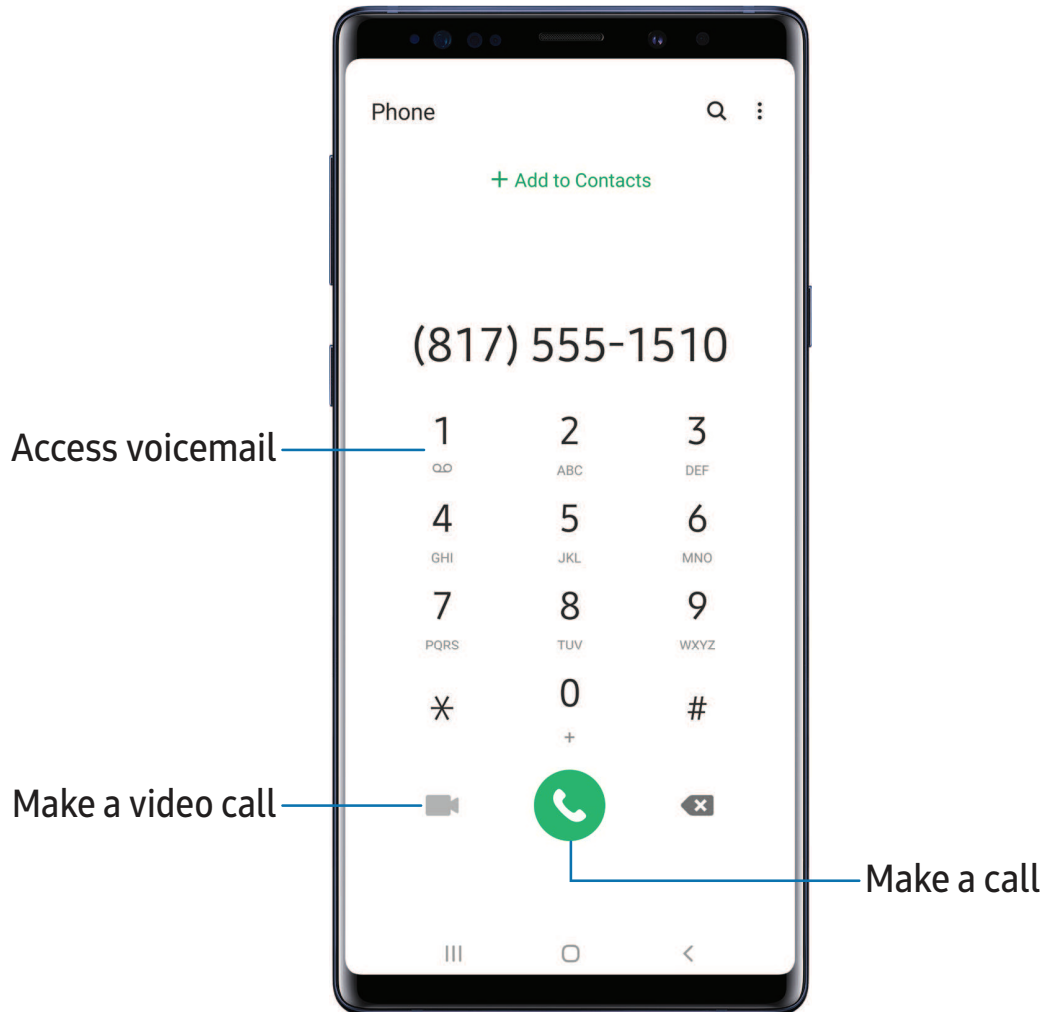 Phone
+ Add to Contacts
(817) 555-1510
Access voicemail
1 2 3
ABC DEF
4 5 6
GHI JKL MNO
7 8 9
PQRS TUV WXYZ
* 0 #
+
Make a video call
Make a call